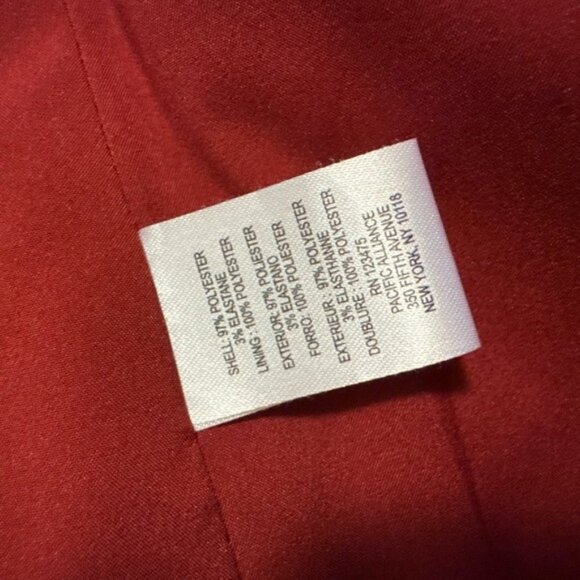 SHELL: 97% POLYESTER
3% ELASTANE
LINING :100% POLYESTER
EXTERIOR: 97% POLIESTER
3% ELASTANO
FORRO: 100% POLIESTER
EXTERIEUR : 97% POLYESTER
3% ELASTHANNE
DOUBLURE: 100% POLYESTER
RN 123475
PACIFIC ALLIANCE
350 FIFTH AVENUE
NEW YORK, NY 10118